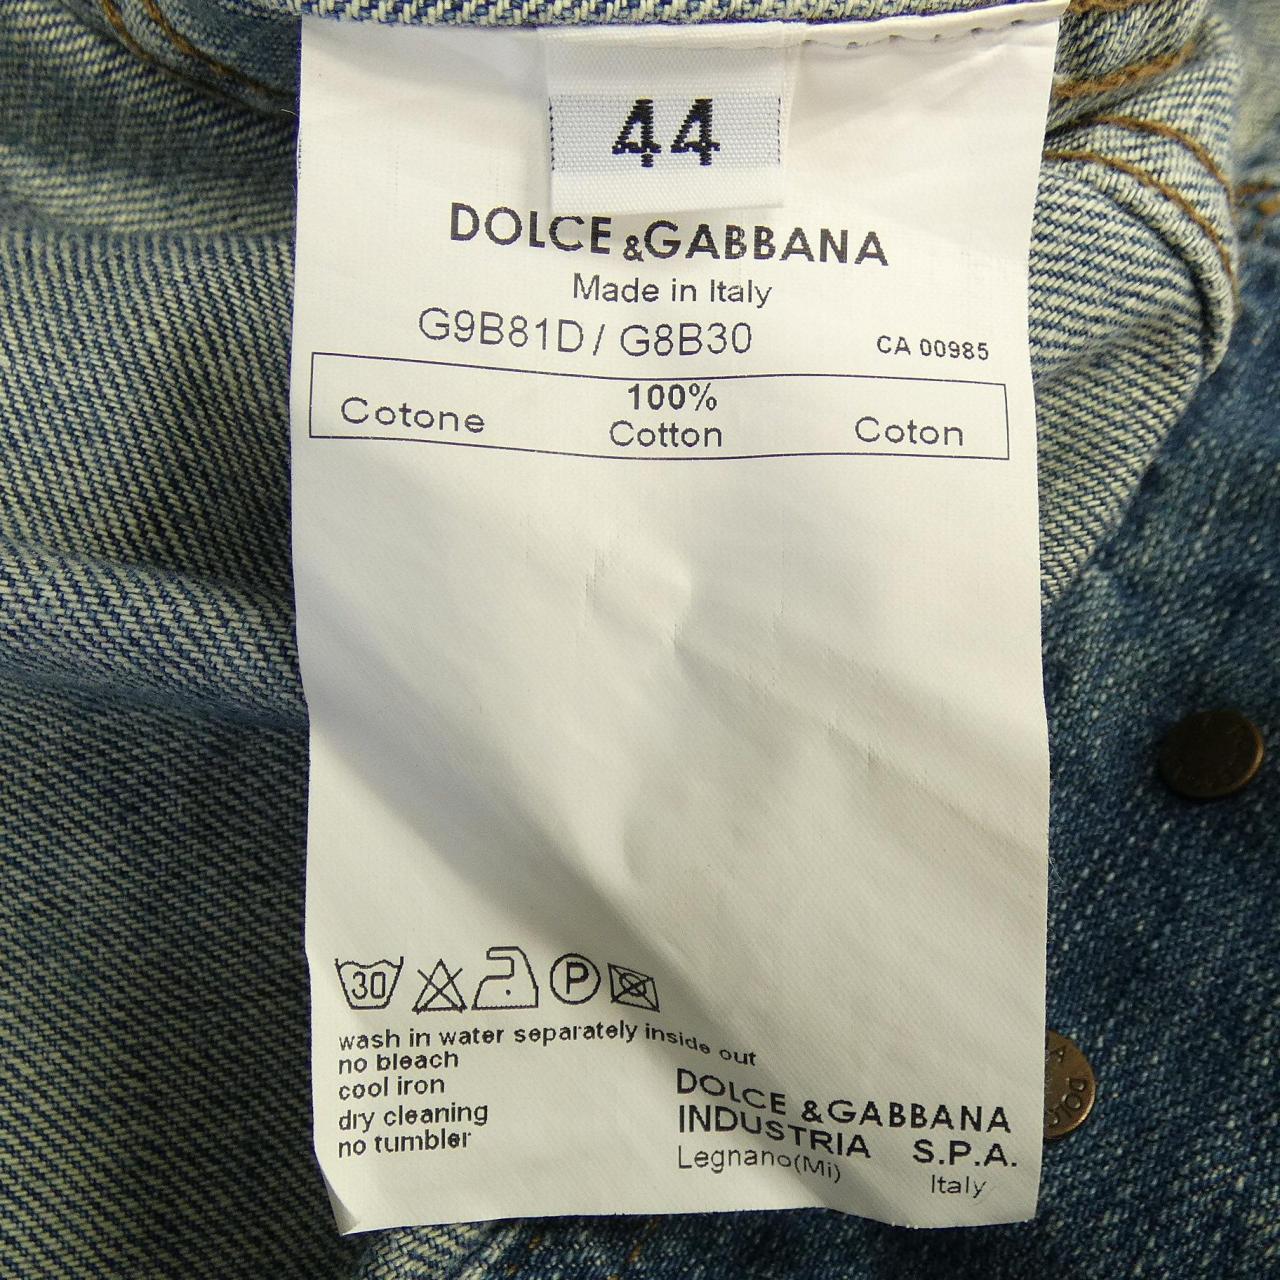 44
DOLCE &GABBANA
Made in Italy
G9B81D / G8B30 CA 00985
100%
Cotone Cotton Coton
30 P
wash in water separately inside out
no bleach
cool iron
dry cleaning
no tumbler
DOLCE &GABBANA
INDUSTRIA S.P.A.
Legnano(Mi)
Italy